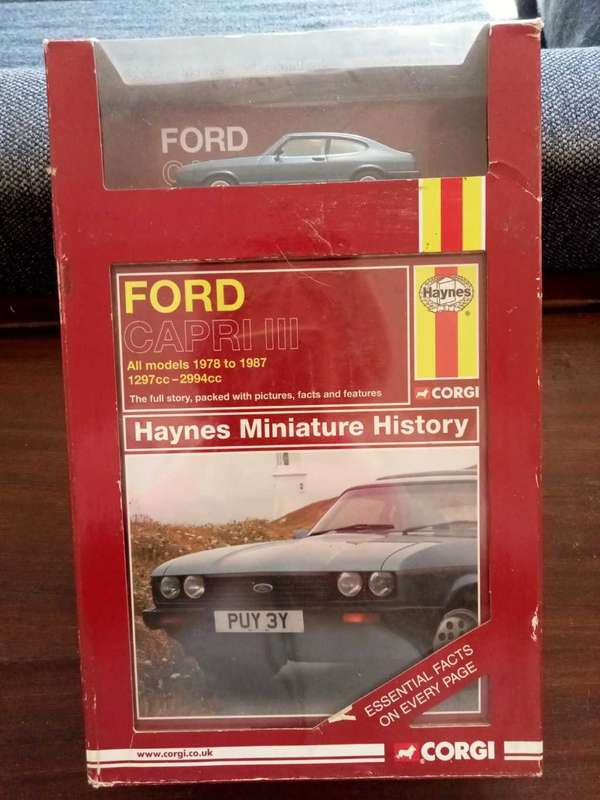 FORD
FORD
CAPRI III
Haynes
®
All models 1978 to 1987
1297cc–2994cc
The full story, packed with pictures, facts and features
CORGI
Haynes Miniature History
PUY 3Y
ESSENTIAL FACTS
ON EVERY PAGE
www.corgi.co.uk
CORGI